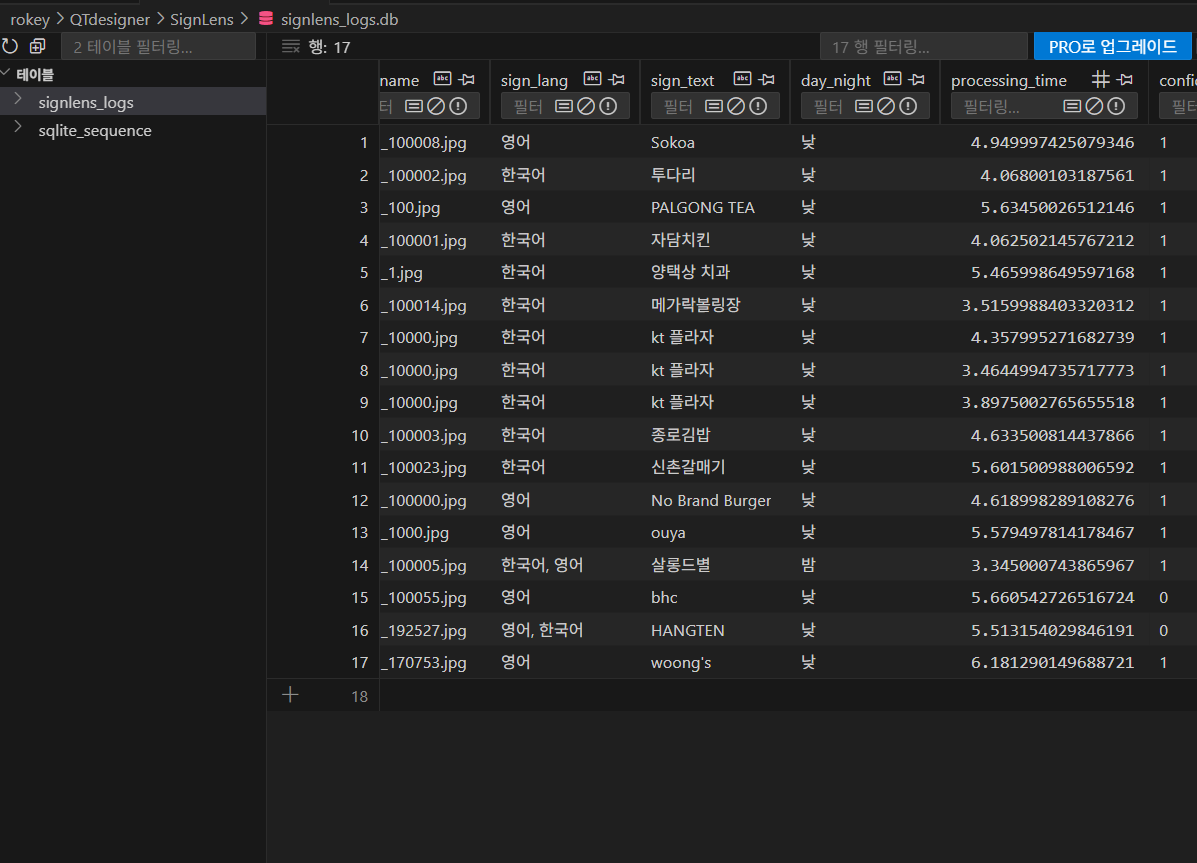 rokey > QTdesigner > SignLens > signlens_logs.db
2 테이블 필터링... 행: 17 17 행 필터링... PRO로 업그레이드
테이블
signlens_logs
sqlite_sequence
name sign_lang sign_text day_night processing_time confid
터 필터 필터 필터 필터링... 필터
1 _100008.jpg 영어 Sokoa 낮 4.949997425079346 1
2 _100002.jpg 한국어 투다리 낮 4.06800103187561 1
3 _100.jpg 영어 PALGONG TEA 낮 5.63450026512146 1
4 _100001.jpg 한국어 자담치킨 낮 4.062502145767212 1
5 _1.jpg 한국어 양택상 치과 낮 5.465998649597168 1
6 _100014.jpg 한국어 메가락볼링장 낮 3.5159988403320312 1
7 _10000.jpg 한국어 kt 플라자 낮 4.357995271682739 1
8 _10000.jpg 한국어 kt 플라자 낮 3.4644994735717773 1
9 _10000.jpg 한국어 kt 플라자 낮 3.8975002765655518 1
10 _100003.jpg 한국어 종로김밥 낮 4.633500814437866 1
11 _100023.jpg 한국어 신촌갈매기 낮 5.601500988006592 1
12 _100000.jpg 영어 No Brand Burger 낮 4.618998289108276 1
13 _1000.jpg 영어 ouya 낮 5.579497814178467 1
14 _100005.jpg 한국어, 영어 살롱드별 밤 3.345000743865967 1
15 _100055.jpg 영어 bhc 낮 5.660542726516724 0
16 _192527.jpg 영어, 한국어 HANGTEN 낮 5.513154029846191 0
17 _170753.jpg 영어 woong's 낮 6.181290149688721 1
18